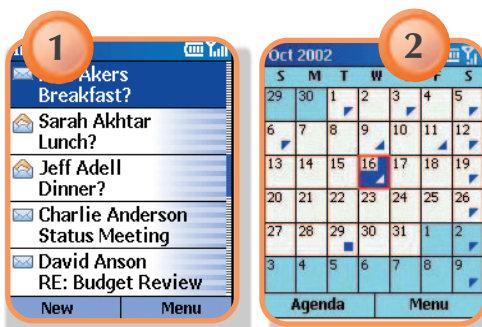 1
Akers
Breakfast?
Sarah Akhtar
Lunch?
Jeff Adell
Dinner?
Charlie Anderson
Status Meeting
David Anson
RE: Budget Review
New Menu
2
Oct 2002
S M T W F S
29 30 1 2 3 4 5
6 7 8 9 10 11 12
13 14 15 16 17 18 19
20 21 22 23 24 25 26
27 28 29 30 31 1 2
3 4 5 6 7 8 9
Agenda Menu